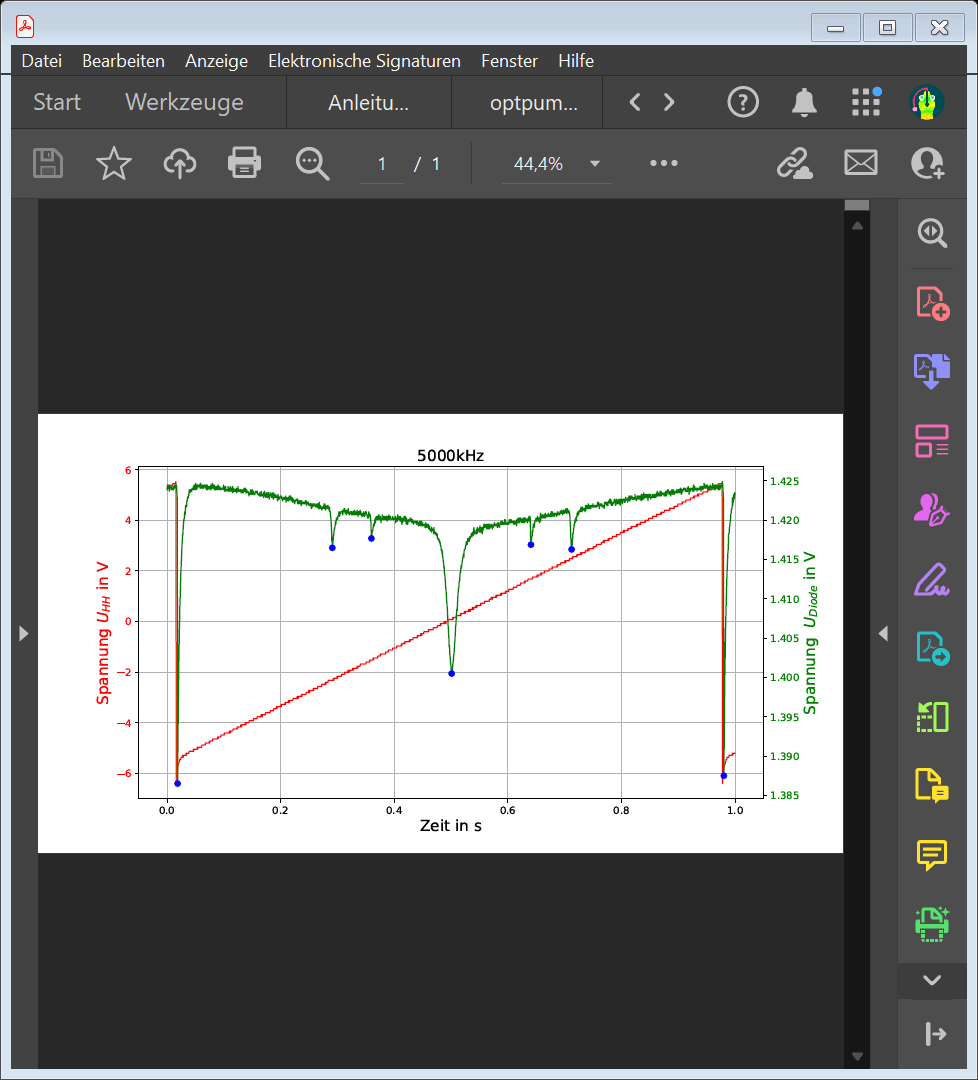 Datei Bearbeiten Anzeige Elektronische Signaturen Fenster Hilfe
Start Werkzeuge Anleitu... optpum...
1 / 1 44,4%
5000kHz
6
4
2
0
−2
−4
−6
Spannung U_HH in V
1.425
1.420
1.415
1.410
1.405
1.400
1.395
1.390
1.385
Spannung U_Diode in V
0.0 0.2 0.4 0.6 0.8 1.0
Zeit in s